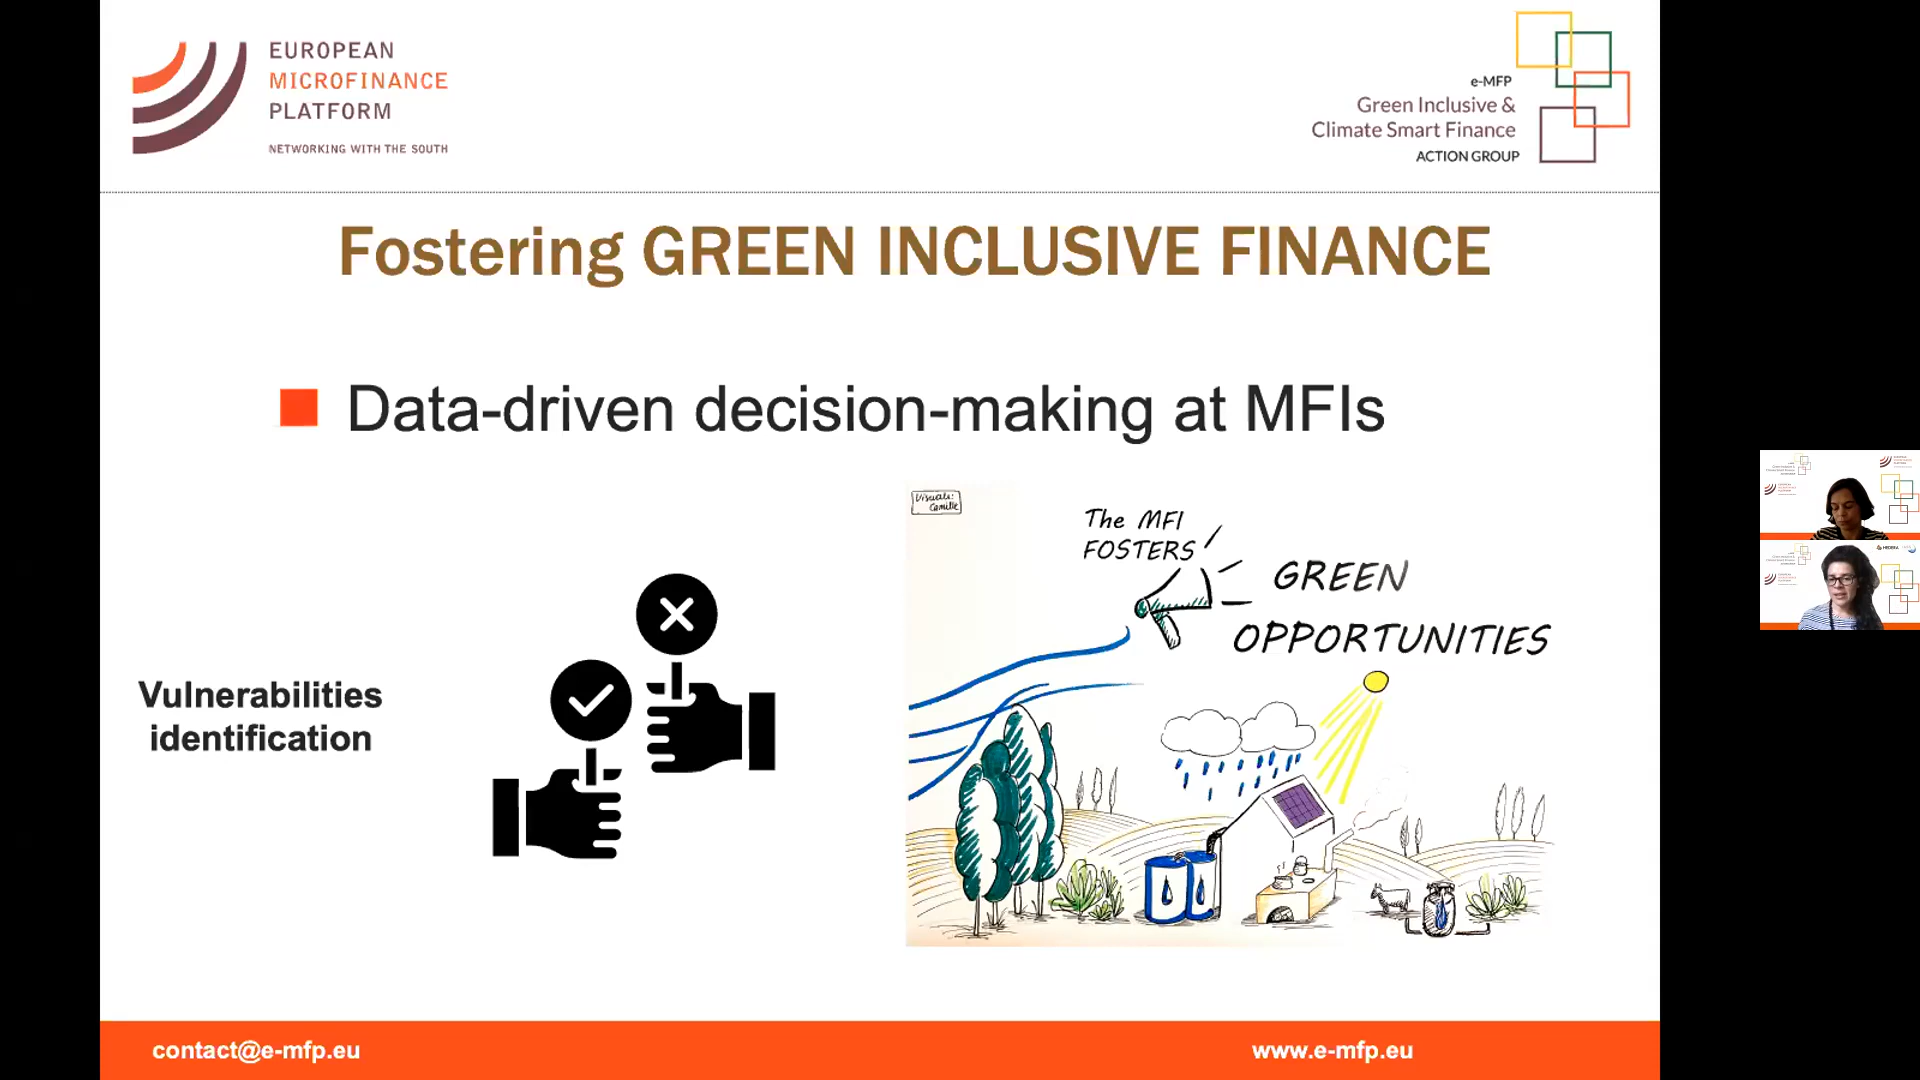 EUROPEAN
MICROFINANCE
PLATFORM
NETWORKING WITH THE SOUTH
e-MFP
Green Inclusive &
Climate Smart Finance
ACTION GROUP
Fostering GREEN INCLUSIVE FINANCE
Data-driven decision-making at MFIs
Vulnerabilities
identification
Visuals:
Camille
The MFI
FOSTERS
GREEN
OPPORTUNITIES
contact@e-mfp.eu
www.e-mfp.eu